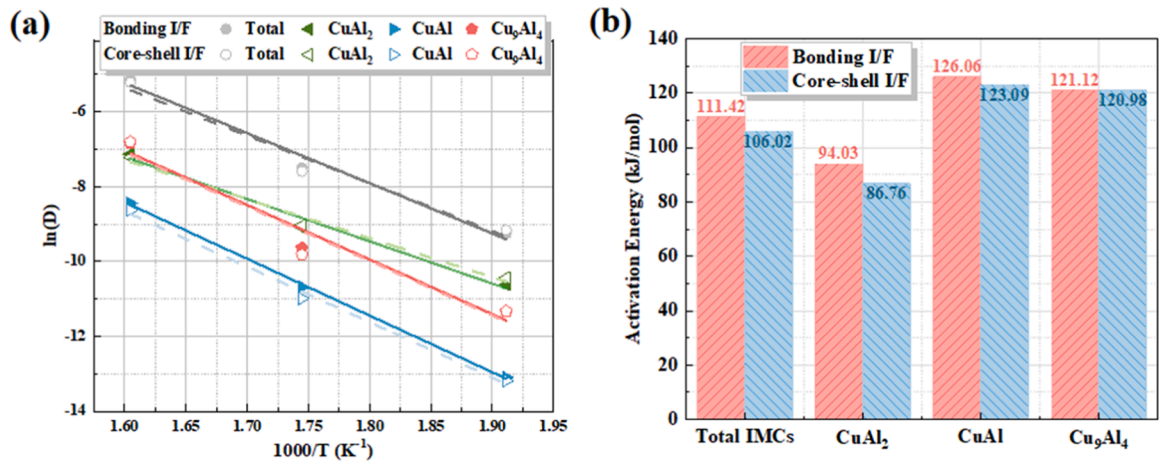 (a)
Bonding I/F Total CuAl₂ CuAl Cu₉Al₄
Core-shell I/F Total CuAl₂ CuAl Cu₉Al₄
-6
-8
-10
-12
-14
ln(D)
1.60 1.65 1.70 1.75 1.80 1.85 1.90 1.95
1000/T (K⁻¹)
(b)
Bonding I/F
Core-shell I/F
140
120
100
80
60
40
20
0
Activation Energy (kJ/mol)
111.42
106.02
94.03
86.76
126.06
123.09
121.12
120.98
Total IMCs CuAl₂ CuAl Cu₉Al₄